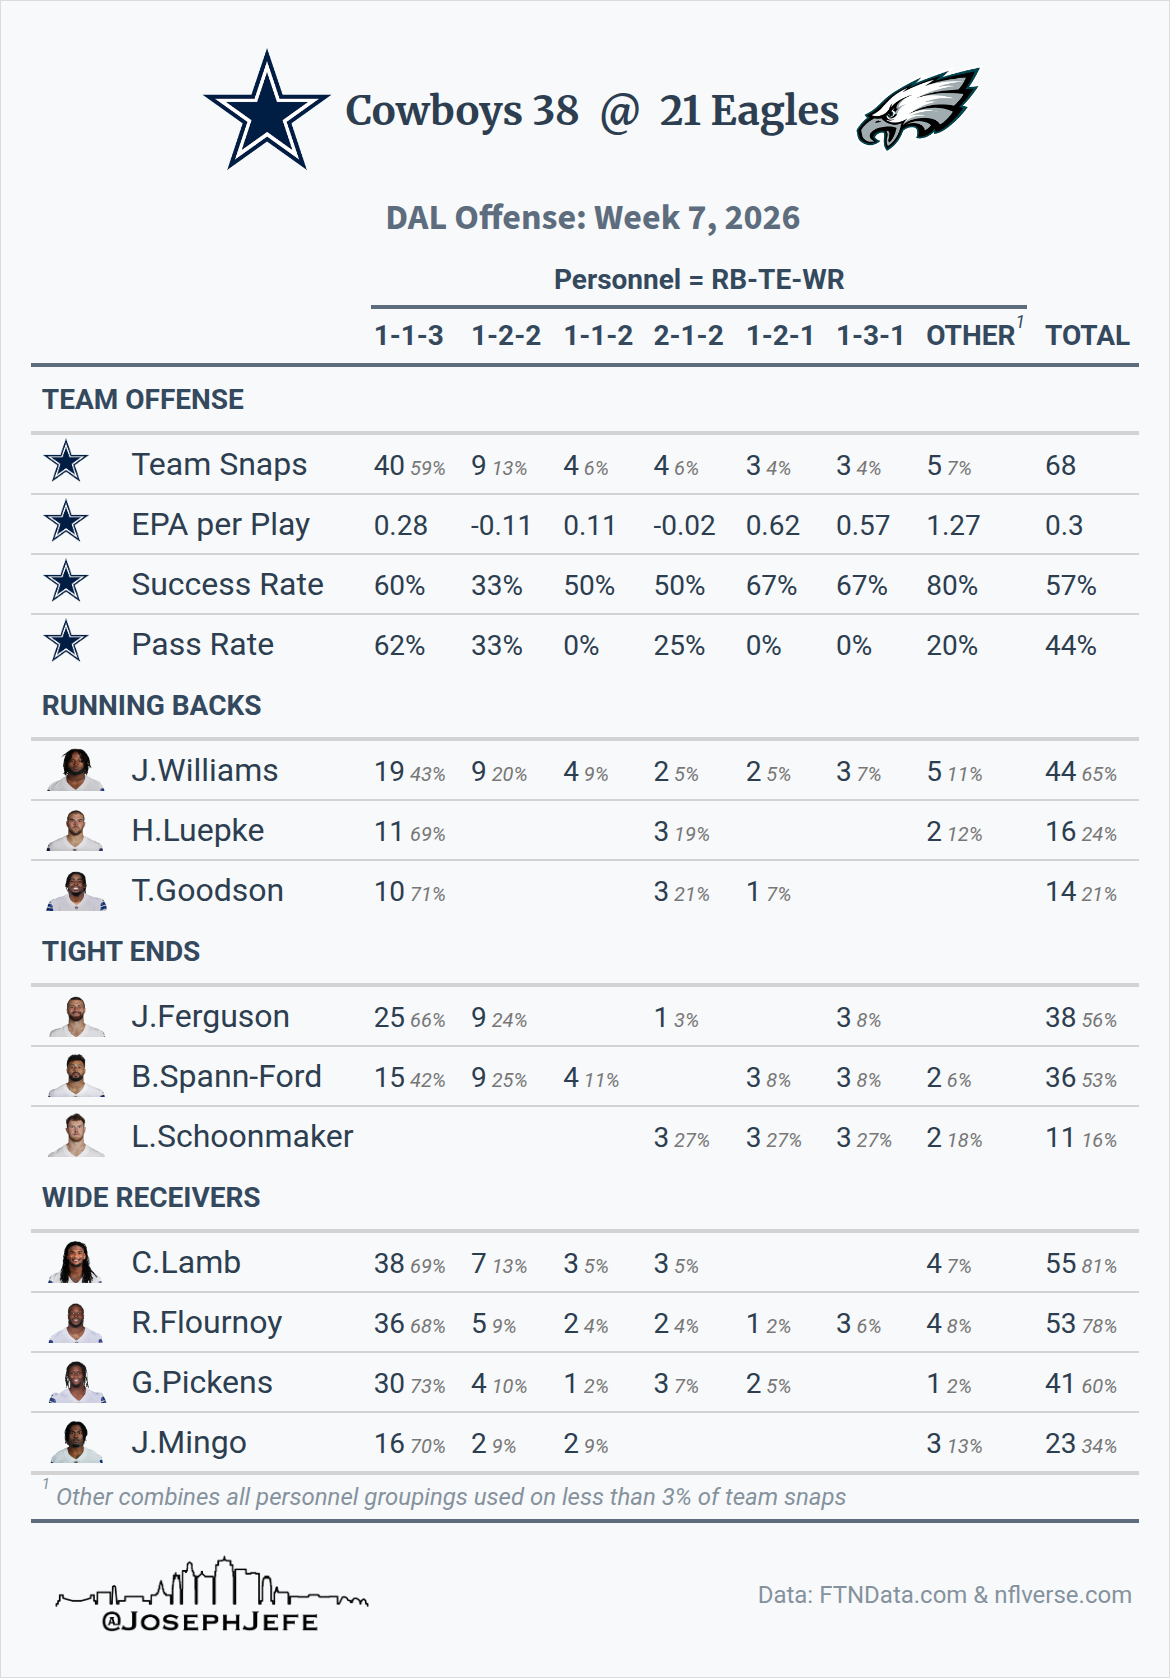 Cowboys 38 @ 21 Eagles
DAL Offense: Week 7, 2026
Personnel = RB-TE-WR
1-1-3 1-2-2 1-1-2 2-1-2 1-2-1 1-3-1 OTHER1 TOTAL
TEAM OFFENSE
Team Snaps 40 59% 9 13% 4 6% 4 6% 3 4% 3 4% 5 7% 68
EPA per Play 0.28 -0.11 0.11 -0.02 0.62 0.57 1.27 0.3
Success Rate 60% 33% 50% 50% 67% 67% 80% 57%
Pass Rate 62% 33% 0% 25% 0% 0% 20% 44%
RUNNING BACKS
J.Williams 19 43% 9 20% 4 9% 2 5% 2 5% 3 7% 5 11% 44 65%
H.Luepke 11 69% 3 19% 2 12% 16 24%
T.Goodson 10 71% 3 21% 1 7% 14 21%
TIGHT ENDS
J.Ferguson 25 66% 9 24% 1 3% 3 8% 38 56%
B.Spann-Ford 15 42% 9 25% 4 11% 3 8% 3 8% 2 6% 36 53%
L.Schoonmaker 3 27% 3 27% 3 27% 2 18% 11 16%
WIDE RECEIVERS
C.Lamb 38 69% 7 13% 3 5% 3 5% 4 7% 55 81%
R.Flournoy 36 68% 5 9% 2 4% 2 4% 1 2% 3 6% 4 8% 53 78%
G.Pickens 30 73% 4 10% 1 2% 3 7% 2 5% 1 2% 41 60%
J.Mingo 16 70% 2 9% 2 9% 3 13% 23 34%
1 Other combines all personnel groupings used on less than 3% of team snaps
@JosephJefe
Data: FTNData.com & nflverse.com